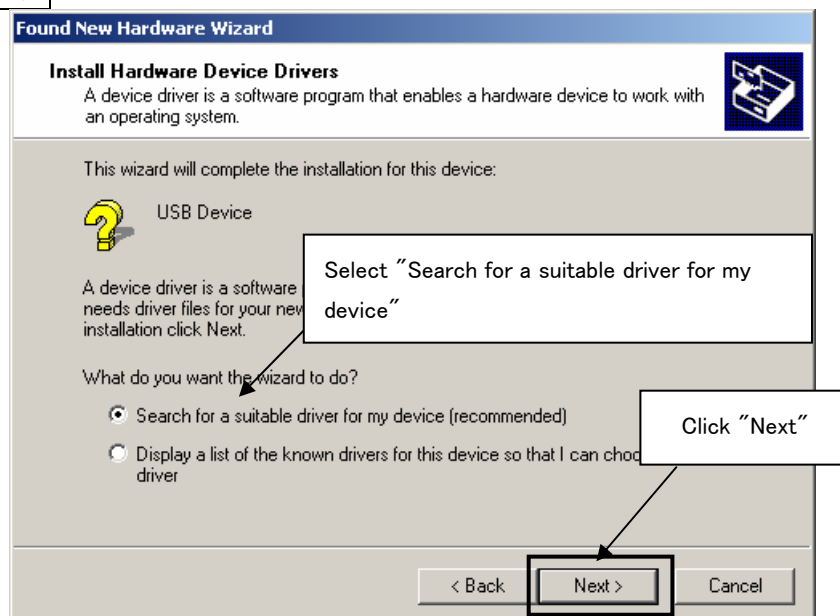 Found New Hardware Wizard
Install Hardware Device Drivers
A device driver is a software program that enables a hardware device to work with
an operating system.
This wizard will complete the installation for this device:
USB Device
Select "Search for a suitable driver for my
device"
A device driver is a software
needs driver files for your new
installation click Next.
What do you want the wizard to do?
Search for a suitable driver for my device (recommended)
Click "Next"
Display a list of the known drivers for this device so that I can
driver
< Back
Next >
Cancel